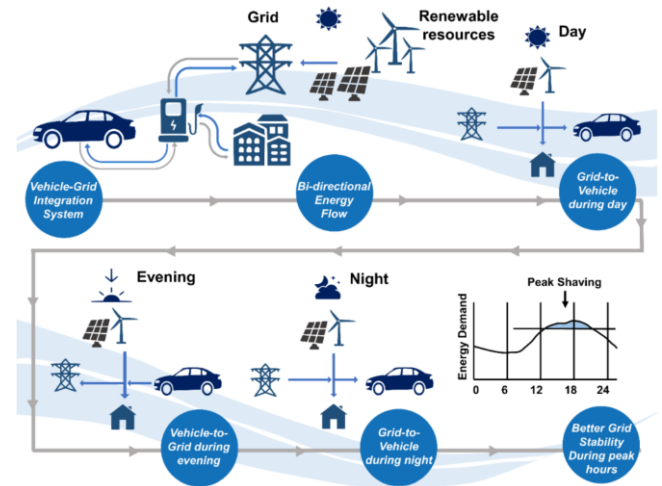 Grid
Renewable
resources
Day
Vehicle-Grid
Integration
System
Bi-directional
Energy
Flow
Grid-to-
Vehicle
during day
Evening
Night
Peak Shaving
Energy Demand
0 6 12 18 24
Vehicle-to-
Grid during
evening
Grid-to-
Vehicle
during night
Better Grid
Stability
During peak
hours